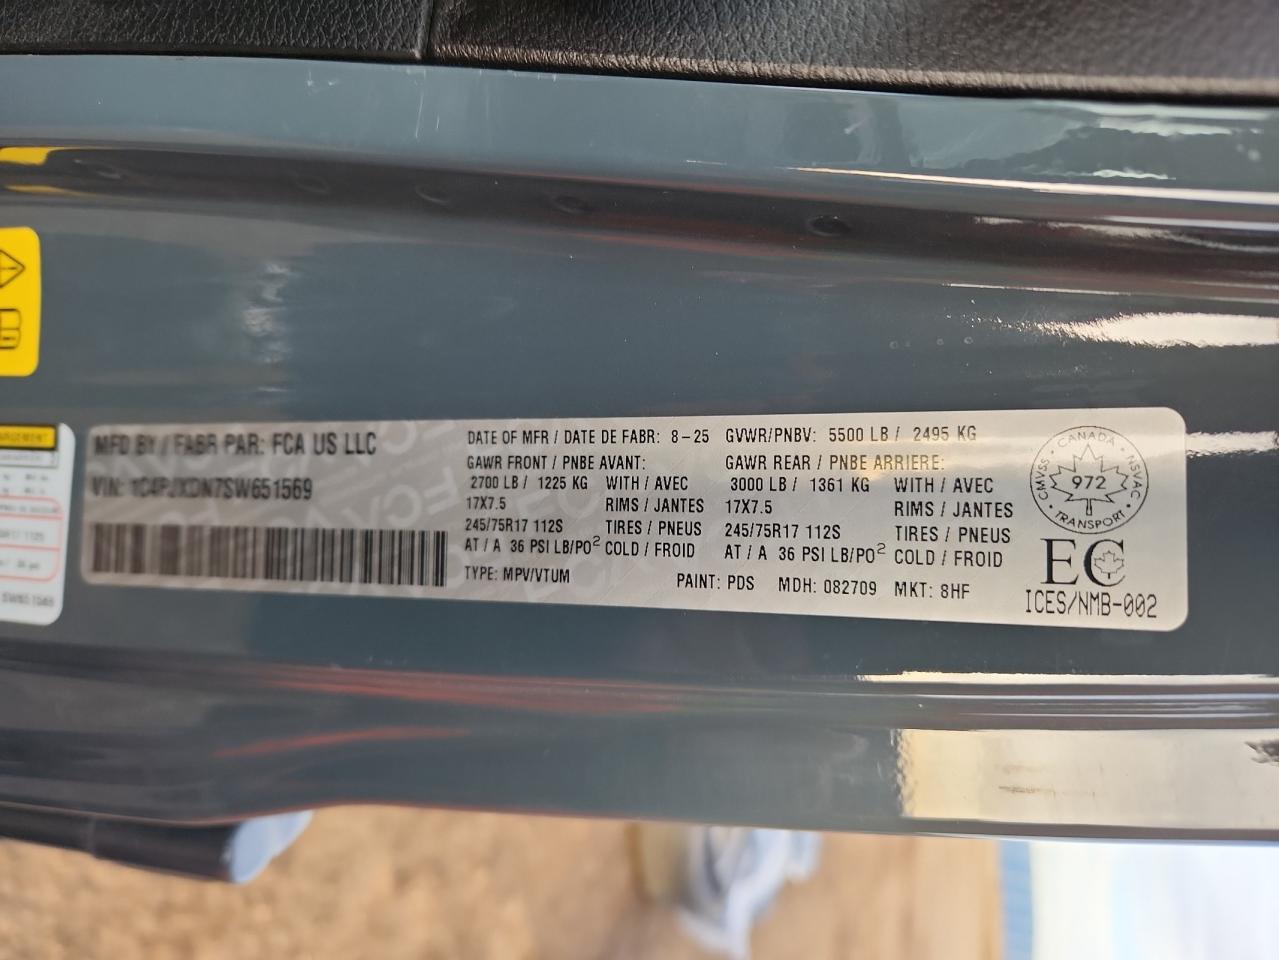 MFD BY / FABR PAR: FCA US LLC
VIN: 1C4PJXDN7SW651569
DATE OF MFR / DATE DE FABR: 8-25 GVWR/PNBV: 5500 LB / 2495 KG
GAWR FRONT / PNBE AVANT: GAWR REAR / PNBE ARRIERE:
2700 LB / 1225 KG WITH / AVEC 3000 LB / 1361 KG WITH / AVEC
17X7.5 RIMS / JANTES 17X7.5 RIMS / JANTES
245/75R17 112S TIRES / PNEUS 245/75R17 112S TIRES / PNEUS
AT / A 36 PSI LB/PO² COLD / FROID AT / A 36 PSI LB/PO² COLD / FROID
TYPE: MPV/VTUM PAINT: PDS MDH: 082709 MKT: 8HF
CANADA
CMVSS 972 NSVAC
TRANSPORT
EC
ICES/NMB-002